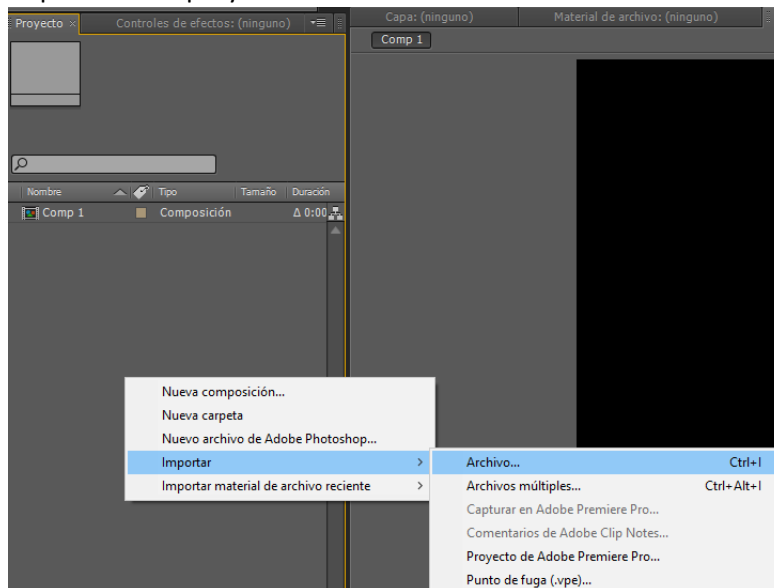 Proyecto × Controles de efectos: (ninguno)
Capa: (ninguno) Material de archivo: (ninguno)
Comp 1
Nombre Tipo Tamaño Duración
Comp 1 Composición Δ 0:00
Nueva composición...
Nueva carpeta
Nuevo archivo de Adobe Photoshop...
Importar >
Importar material de archivo reciente >
Archivo... Ctrl+I
Archivos múltiples... Ctrl+Alt+I
Capturar en Adobe Premiere Pro...
Comentarios de Adobe Clip Notes...
Proyecto de Adobe Premiere Pro...
Punto de fuga (.vpe)...